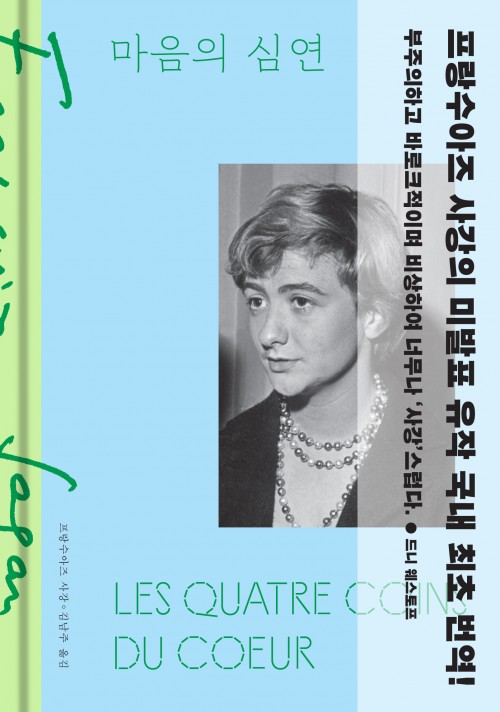 Françoise Sagan
마음의 심연
프랑수아즈 사강의 미발표 유작 국내 최초 번역!
부주의하고 바로크적이며 비상하여 너무나 ‘사강’스럽다. ● 드니 웨스토프
프랑수아즈 사강 ◦ 김남주 옮김
LES QUATRE COINS
DU COEUR